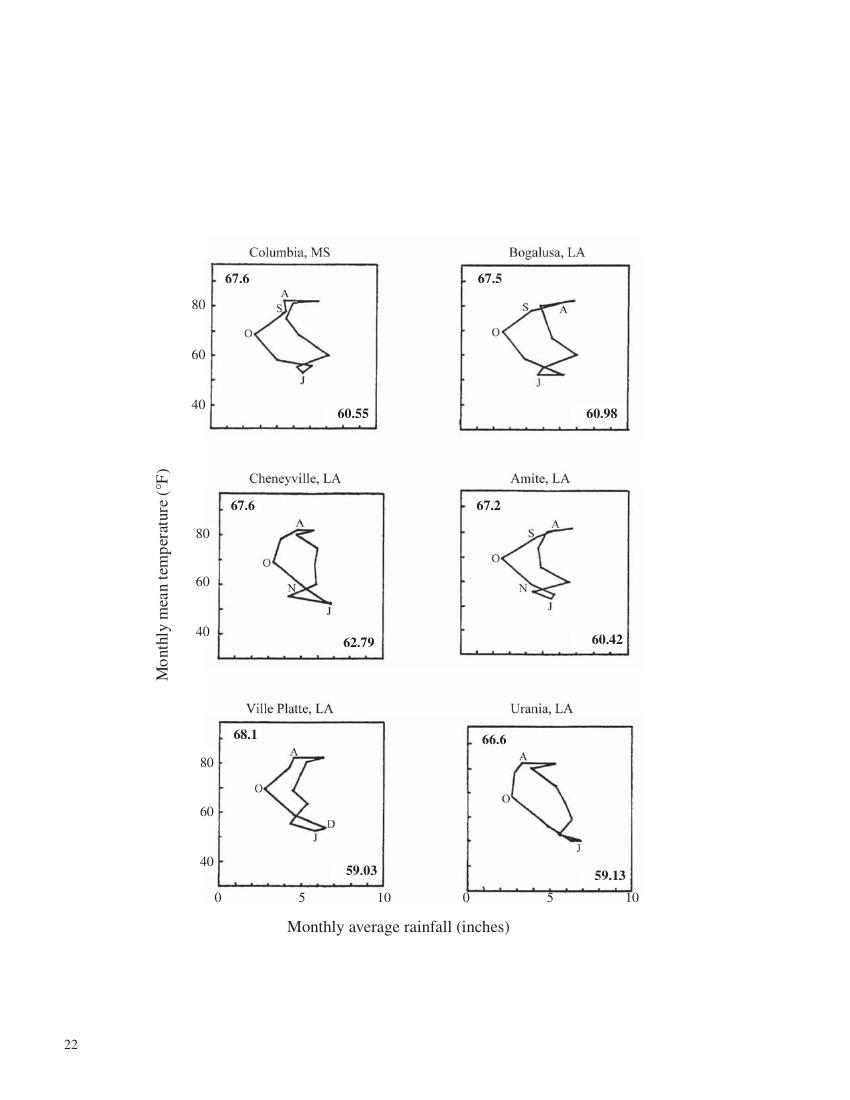 Columbia, MS
Bogalusa, LA
67.6
67.5
80
60
40
A
S
O
J
60.55
S
A
O
J
60.98
Monthly mean temperature (°F)
Cheneyville, LA
Amite, LA
67.6
67.2
80
60
40
A
O
N
J
62.79
S
A
O
N
J
60.42
Ville Platte, LA
Urania, LA
68.1
66.6
80
60
40
A
O
D
J
59.03
A
O
J
59.13
0 5 10
0 5 10
Monthly average rainfall (inches)
22